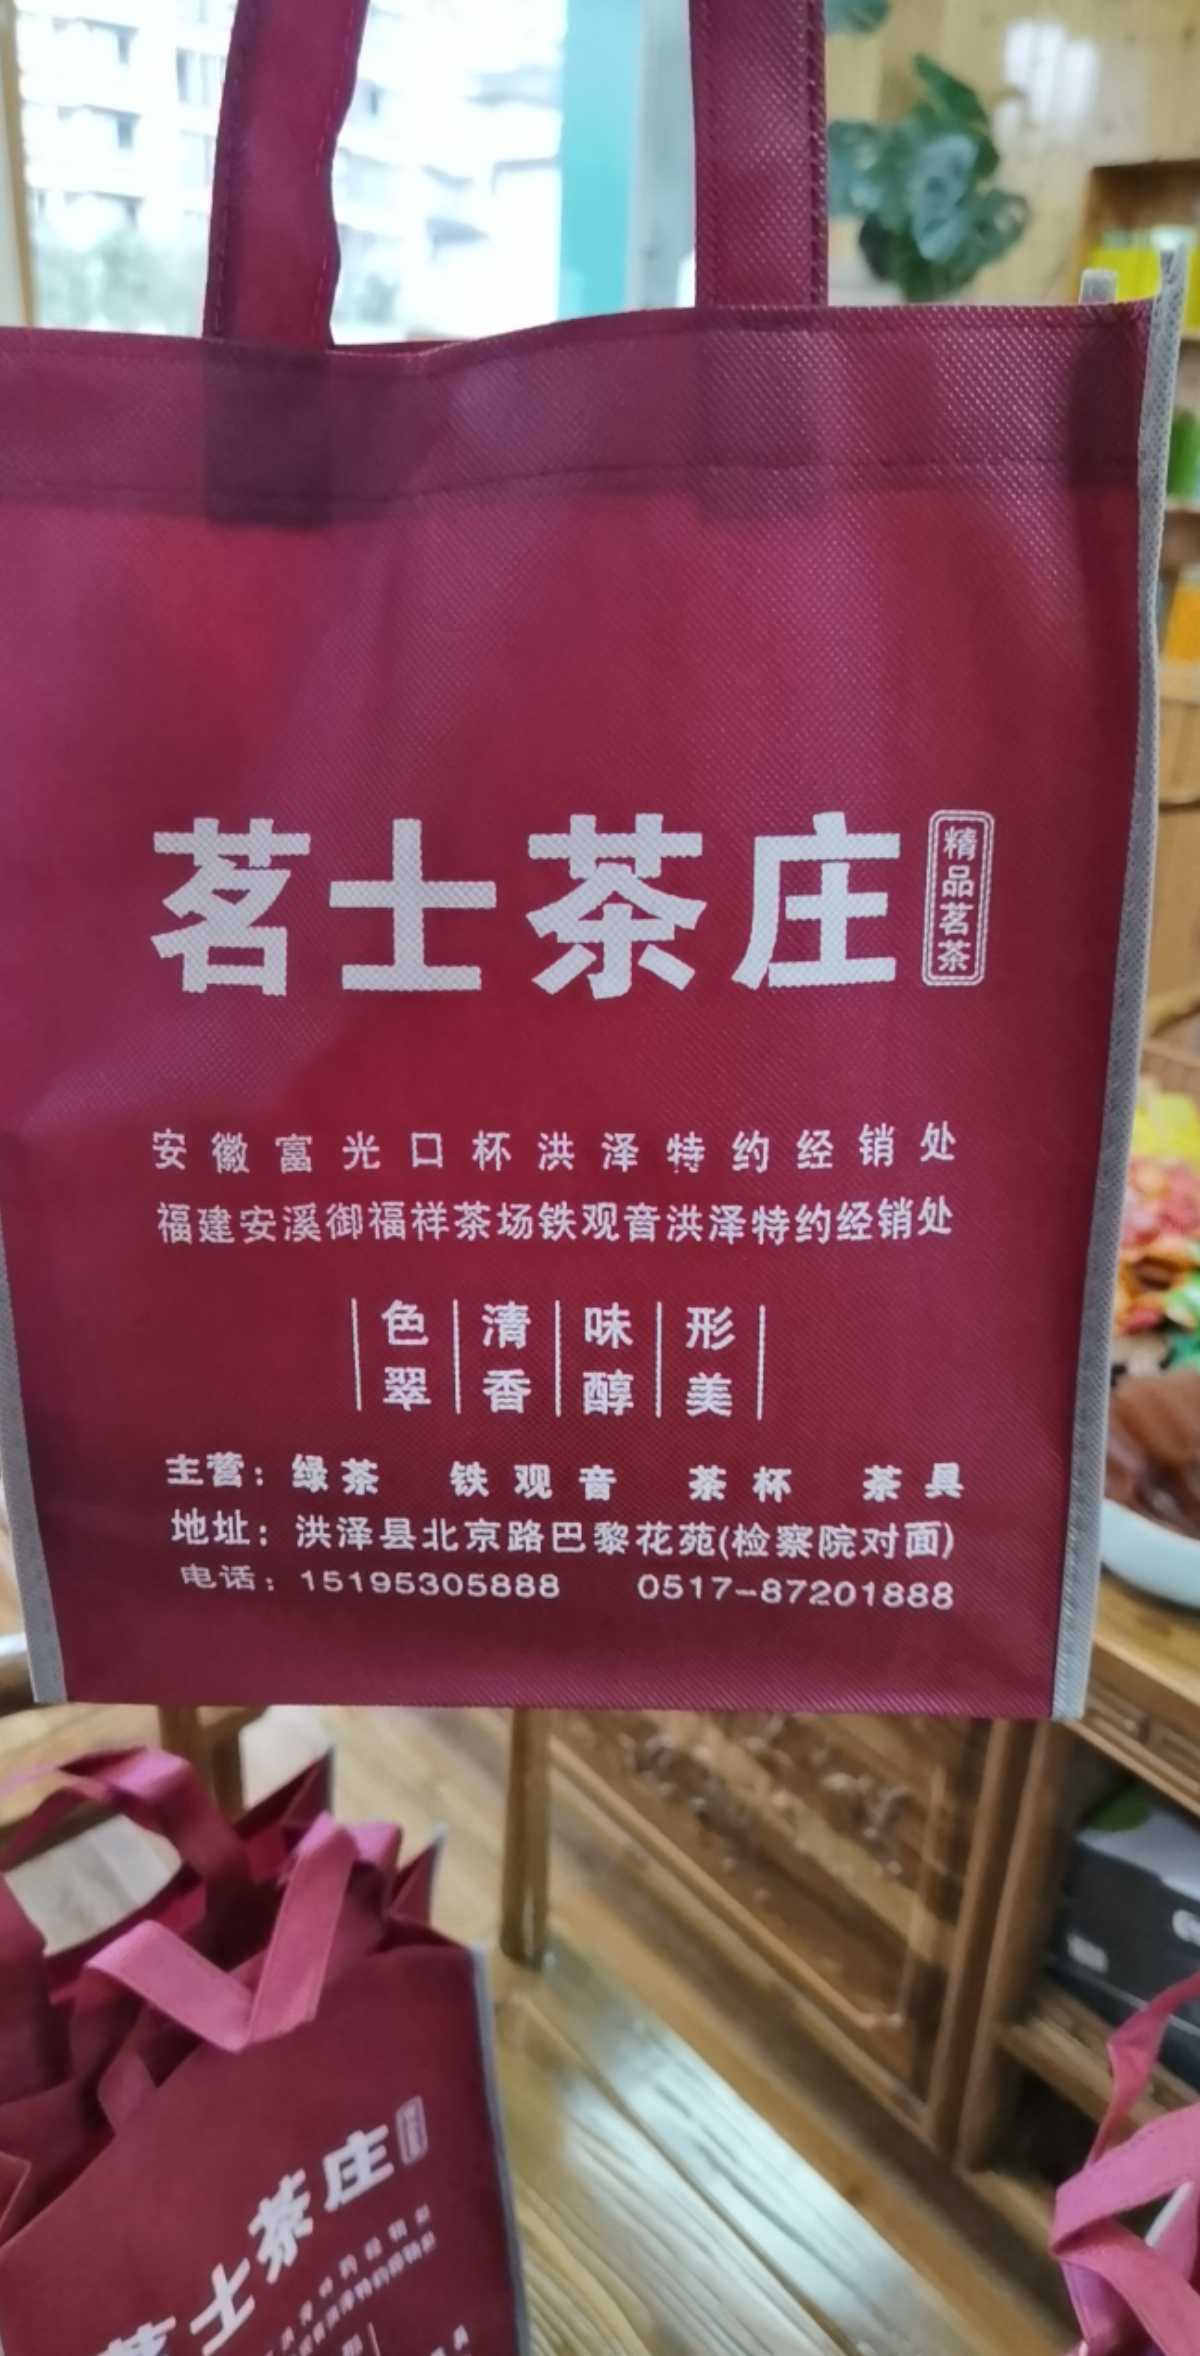 茗士茶庄
精品茗茶
安徽富光口杯洪泽特约经销处
福建安溪御福祥茶场铁观音洪泽特约经销处
色翠 清香 味醇 形美
主营：绿茶 铁观音 茶杯 茶具
地址：洪泽县北京路巴黎花苑(检察院对面)
电话：15195305888 0517-87201888
茗士茶庄